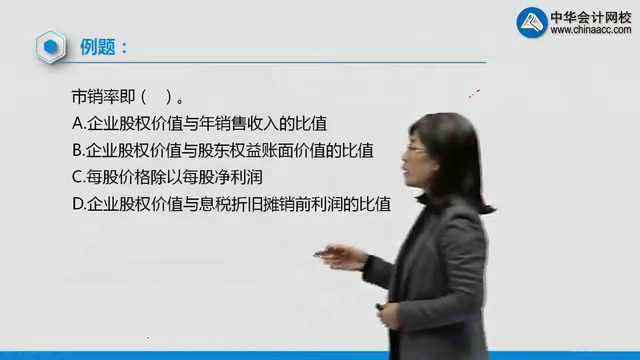 中华会计网校
www.chinaacc.com
例题：
市销率即（　）。
A.企业股权价值与年销售收入的比值
B.企业股权价值与股东权益账面价值的比值
C.每股价格除以每股净利润
D.企业股权价值与息税折旧摊销前利润的比值